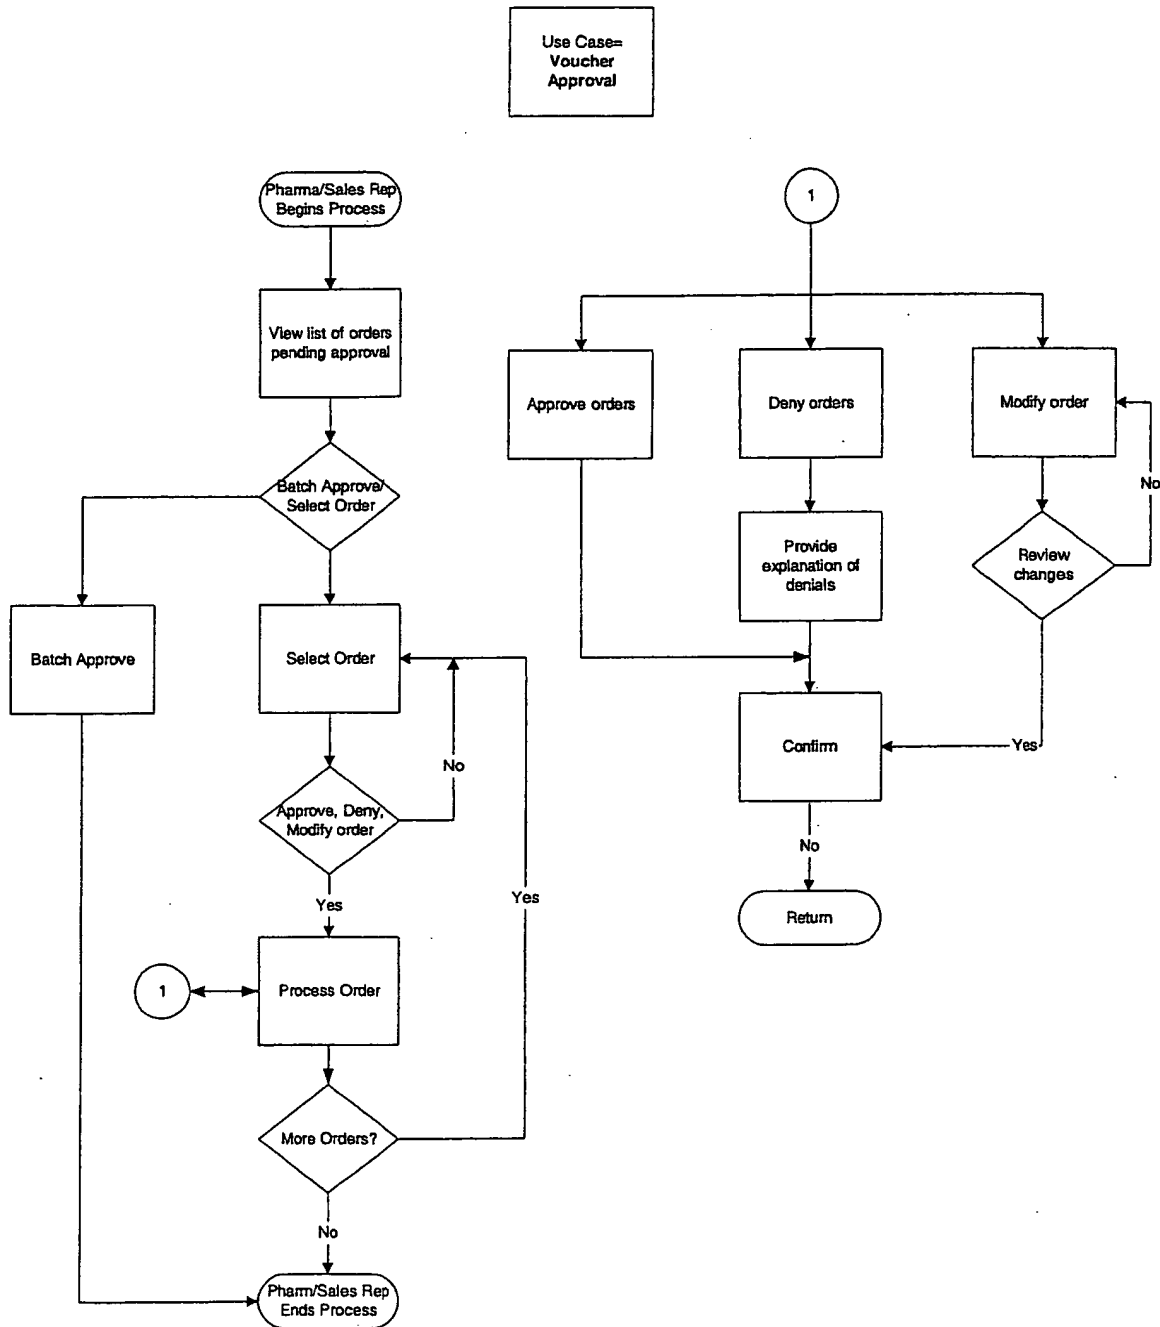 Use Case=
Voucher
Approval
Pharma/Sales Rep
Begins Process
View list of orders
pending approval
Batch Approve/
Select Order
Batch Approve
Select Order
No
Approve, Deny,
Modify order
Yes
Yes
1
Process Order
More Orders?
No
Pharm/Sales Rep
Ends Process
1
Approve orders
Deny orders
Modify order
No
Provide
explanation of
denials
Review
changes
Confirm
Yes
No
Return